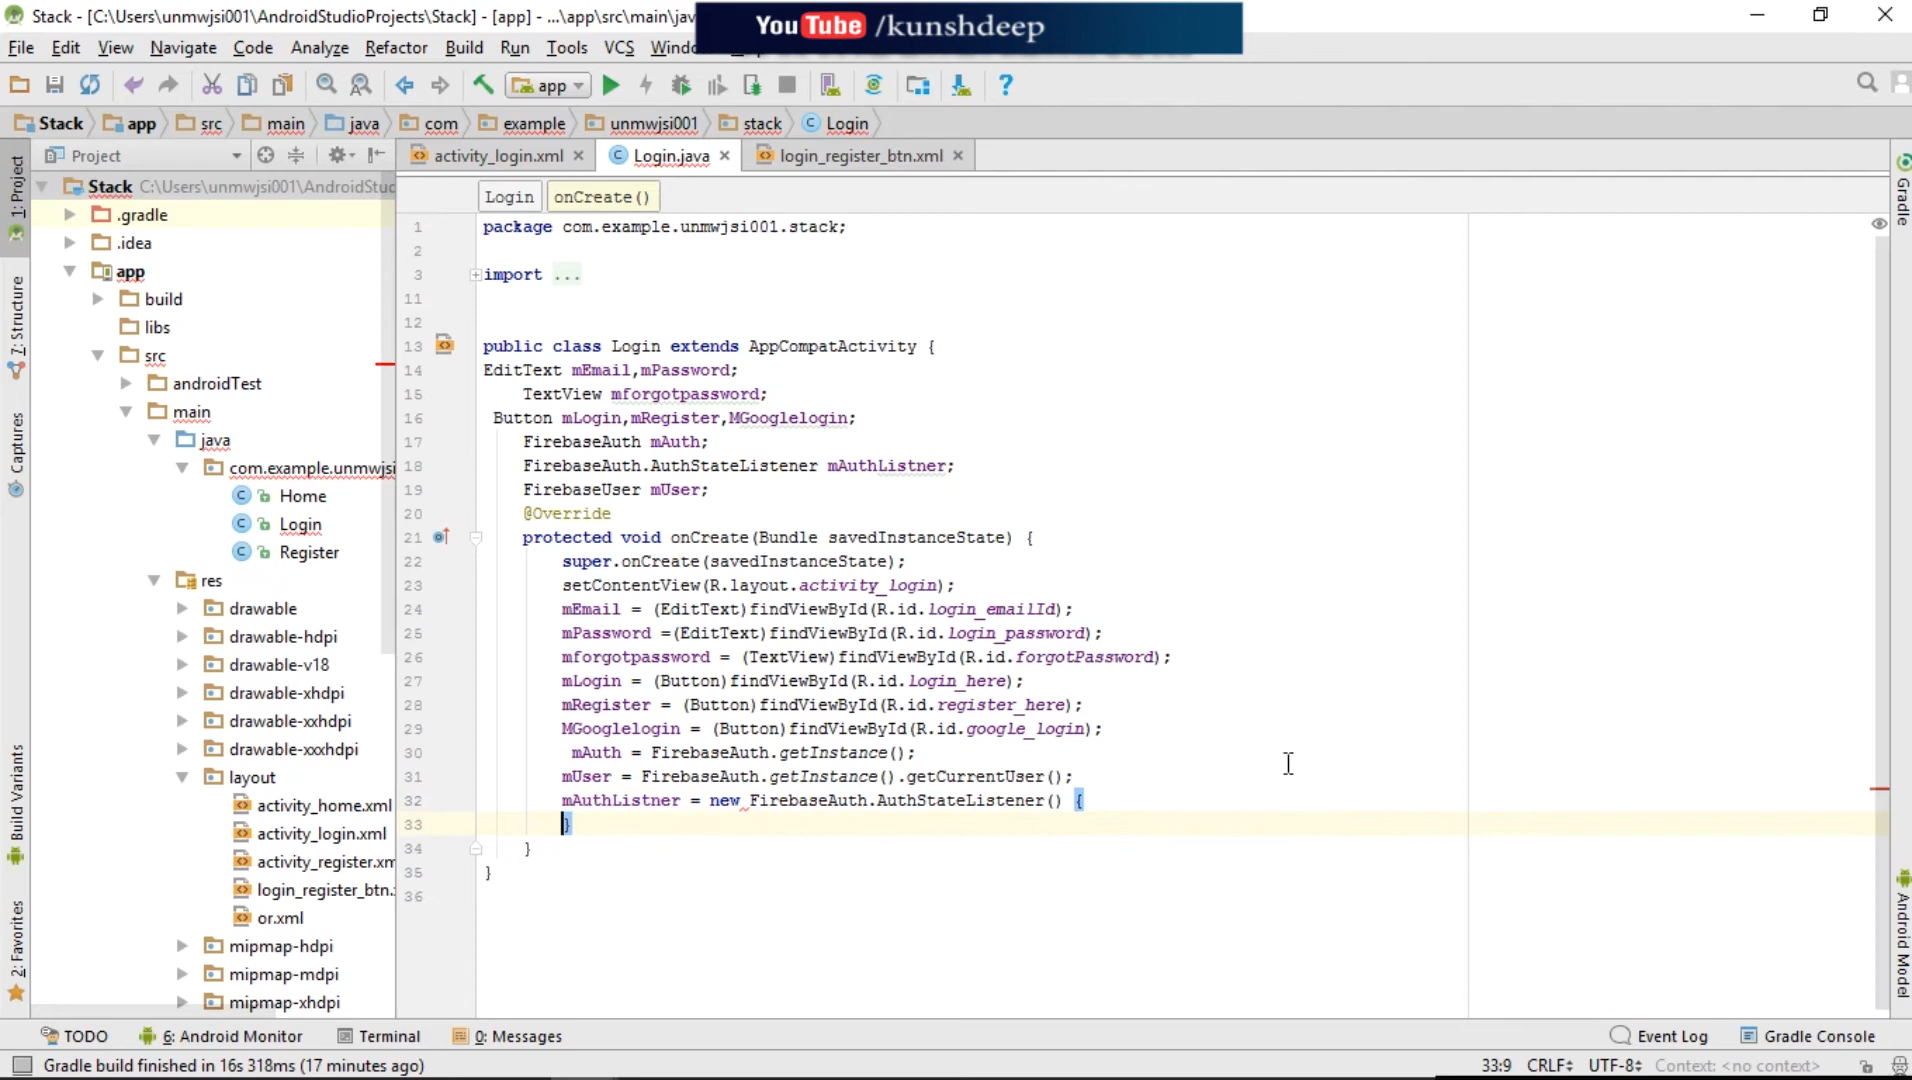 Stack - [C:\Users\unmwjsi001\AndroidStudioProjects\Stack] - [app] - ...\app\src\main\jav
YouTube /kunshdeep
File Edit View Navigate Code Analyze Refactor Build Run Tools VCS Windo
app
Stack app src main java com example unmwjsi001 stack Login
Project
activity_login.xml Login.java login_register_btn.xml
Login onCreate()
1: Project
7: Structure
Captures
Build Variants
2: Favorites
Stack C:\Users\unmwjsi001\AndroidStud
.gradle
.idea
app
build
libs
src
androidTest
main
java
com.example.unmwjsi
Home
Login
Register
res
drawable
drawable-hdpi
drawable-v18
drawable-xhdpi
drawable-xxhdpi
drawable-xxxhdpi
layout
activity_home.xml
activity_login.xml
activity_register.xm
login_register_btn.
or.xml
mipmap-hdpi
mipmap-mdpi
mipmap-xhdpi
1 package com.example.unmwjsi001.stack;
2
3 import ...
11
12
13 public class Login extends AppCompatActivity {
14 EditText mEmail,mPassword;
15 TextView mforgotpassword;
16 Button mLogin,mRegister,MGooglelogin;
17 FirebaseAuth mAuth;
18 FirebaseAuth.AuthStateListener mAuthListner;
19 FirebaseUser mUser;
20 @Override
21 protected void onCreate(Bundle savedInstanceState) {
22 super.onCreate(savedInstanceState);
23 setContentView(R.layout.activity_login);
24 mEmail = (EditText)findViewById(R.id.login_emailId);
25 mPassword =(EditText)findViewById(R.id.login_password);
26 mforgotpassword = (TextView)findViewById(R.id.forgotPassword);
27 mLogin = (Button)findViewById(R.id.login_here);
28 mRegister = (Button)findViewById(R.id.register_here);
29 MGooglelogin = (Button)findViewById(R.id.google_login);
30 mAuth = FirebaseAuth.getInstance();
31 mUser = FirebaseAuth.getInstance().getCurrentUser();
32 mAuthListner = new FirebaseAuth.AuthStateListener() {
33 }
34 }
35 }
36
Gradle
Android Model
TODO 6: Android Monitor Terminal 0: Messages Event Log Gradle Console
Gradle build finished in 16s 318ms (17 minutes ago) 33:9 CRLF UTF-8 Context: <no context>